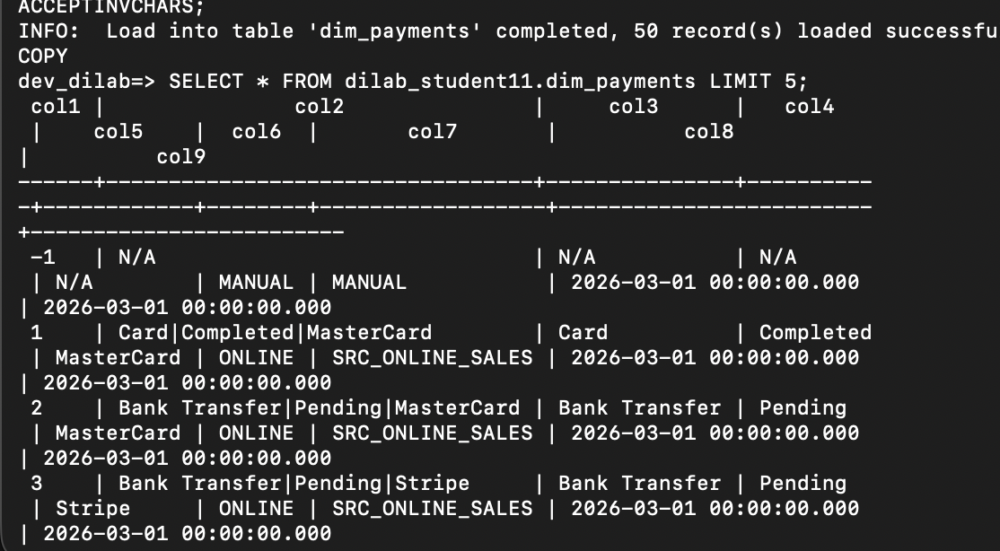 ACCEPTINVCHARS;
INFO:  Load into table 'dim_payments' completed, 50 record(s) loaded successfu
COPY
dev_dilab=> SELECT * FROM dilab_student11.dim_payments LIMIT 5;
 col1 |               col2               |     col3      |   col4
 |    col5    |  col6  |       col7       |          col8
|          col9
------+----------------------------------+---------------+----------
-+------------+--------+------------------+------------------------
+-------------------------
 -1   | N/A                              | N/A           | N/A
 | N/A        | MANUAL | MANUAL           | 2026-03-01 00:00:00.000
| 2026-03-01 00:00:00.000
 1    | Card|Completed|MasterCard        | Card          | Completed
 | MasterCard | ONLINE | SRC_ONLINE_SALES | 2026-03-01 00:00:00.000
| 2026-03-01 00:00:00.000
 2    | Bank Transfer|Pending|MasterCard | Bank Transfer | Pending
 | MasterCard | ONLINE | SRC_ONLINE_SALES | 2026-03-01 00:00:00.000
| 2026-03-01 00:00:00.000
 3    | Bank Transfer|Pending|Stripe     | Bank Transfer | Pending
 | Stripe     | ONLINE | SRC_ONLINE_SALES | 2026-03-01 00:00:00.000
| 2026-03-01 00:00:00.000